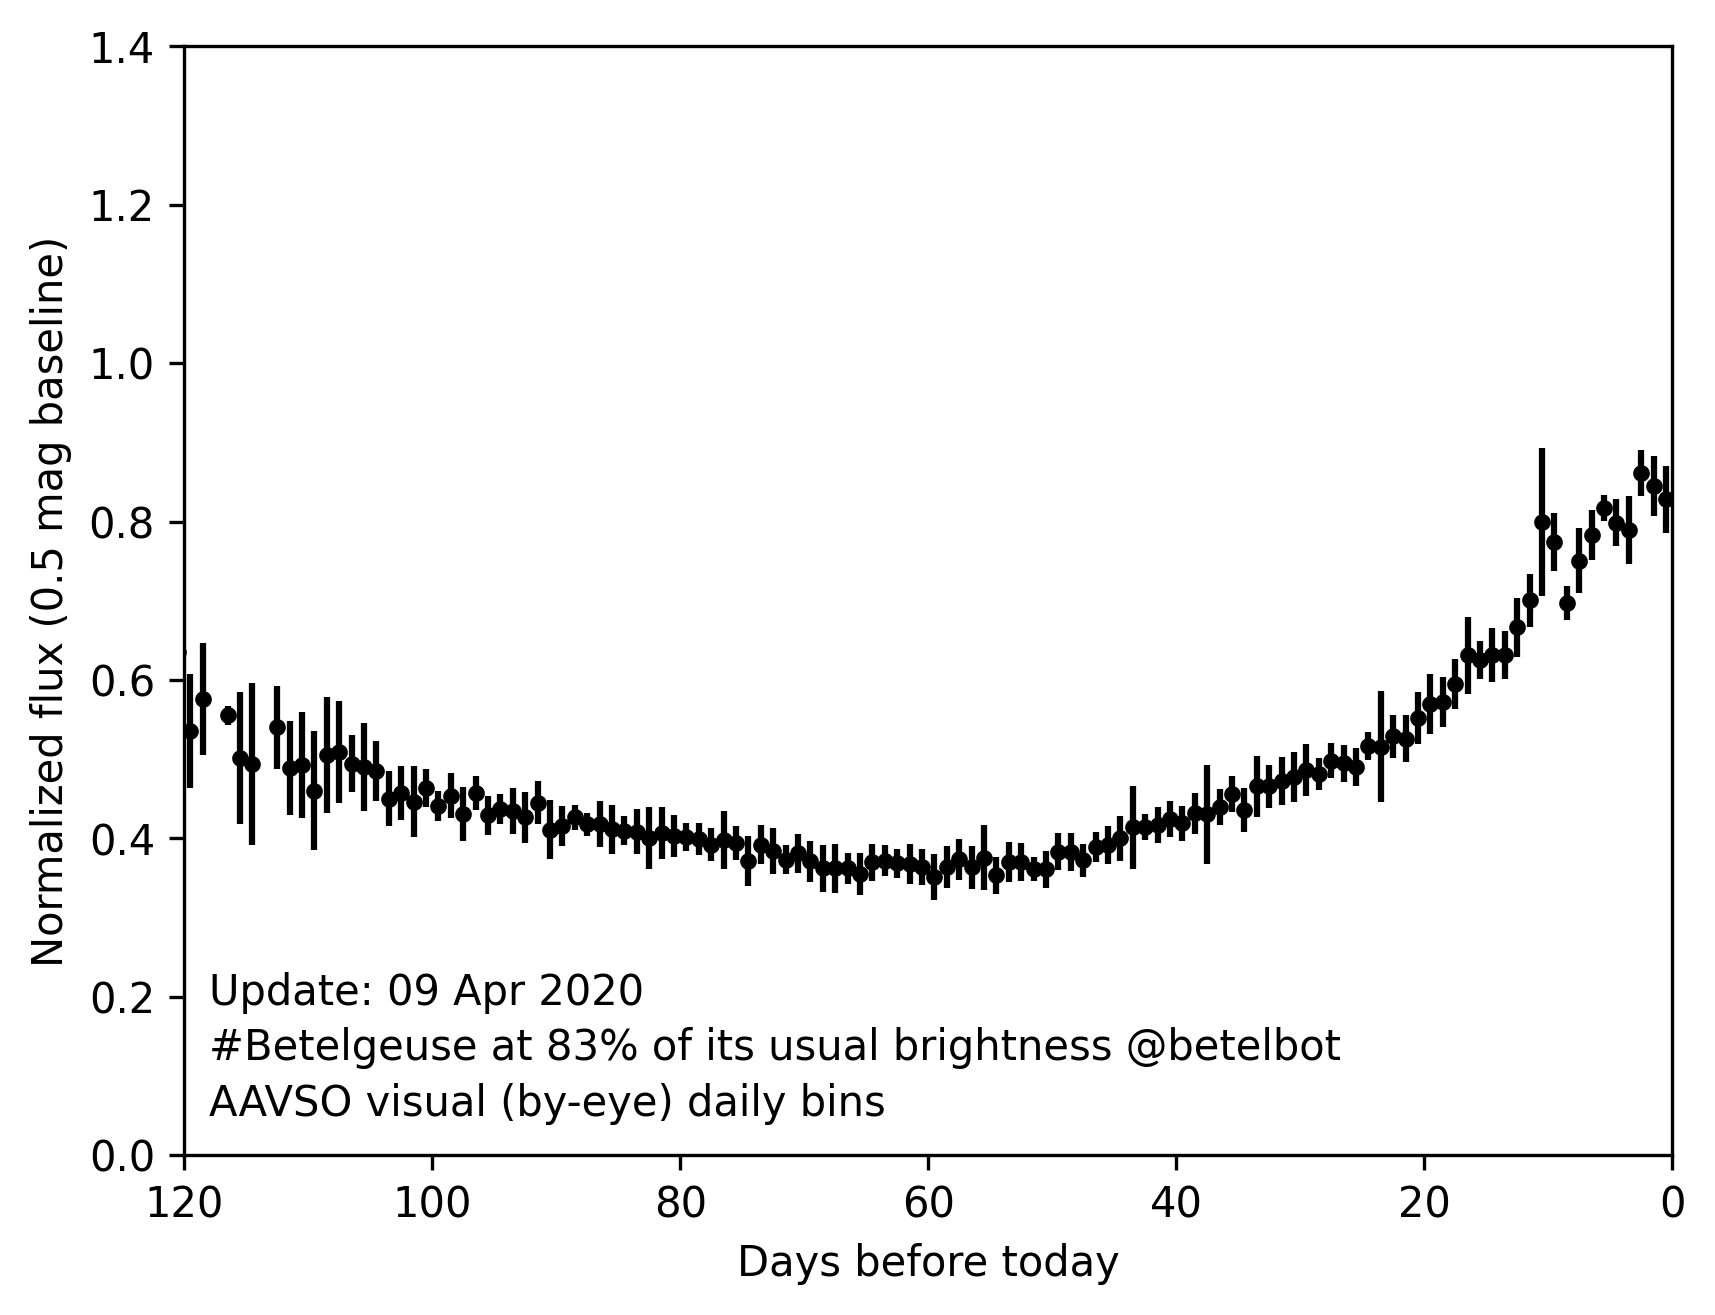 1.4
1.2
1.0
0.8
0.6
0.4
0.2
0.0
Normalized flux (0.5 mag baseline)
Update: 09 Apr 2020
#Betelgeuse at 83% of its usual brightness @betelbot
AAVSO visual (by-eye) daily bins
120 100 80 60 40 20 0
Days before today